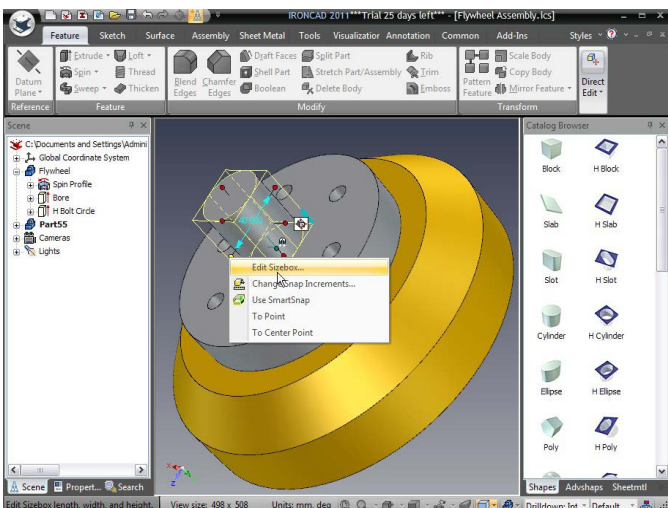 IRONCAD 2011***Trial 25 days left*** - [Flywheel Assembly.ics]
Feature Sketch Surface Assembly Sheet Metal Tools Visualization Annotation Common Add-Ins Styles
Extrude Loft Draft Faces Split Part Rib Scale Body
Spin Thread Shell Part Stretch Part/Assembly Trim Copy Body
Sweep Thicken Boolean Delete Body Emboss Mirror Feature
Datum Plane
Blend Edges
Chamfer Edges
Pattern Feature
Direct Edit
Reference Feature Modify Transform
Scene
C:\Documents and Settings\Admini
Global Coordinate System
Flywheel
Spin Profile
Bore
H Bolt Circle
Part55
Cameras
Lights
Edit Sizebox...
Change Snap Increments...
Use SmartSnap
To Point
To Center Point
Catalog Browser
Block H Block
Slab H Slab
Slot H Slot
Cylinder H Cylinder
Ellipse H Ellipse
Poly H Poly
Scene Propert... Search
Shapes Advshaps Sheetmtl
Edit Sizebox length, width, and height. View size: 498 x 508 Units: mm, deg Drilldown: Int Default